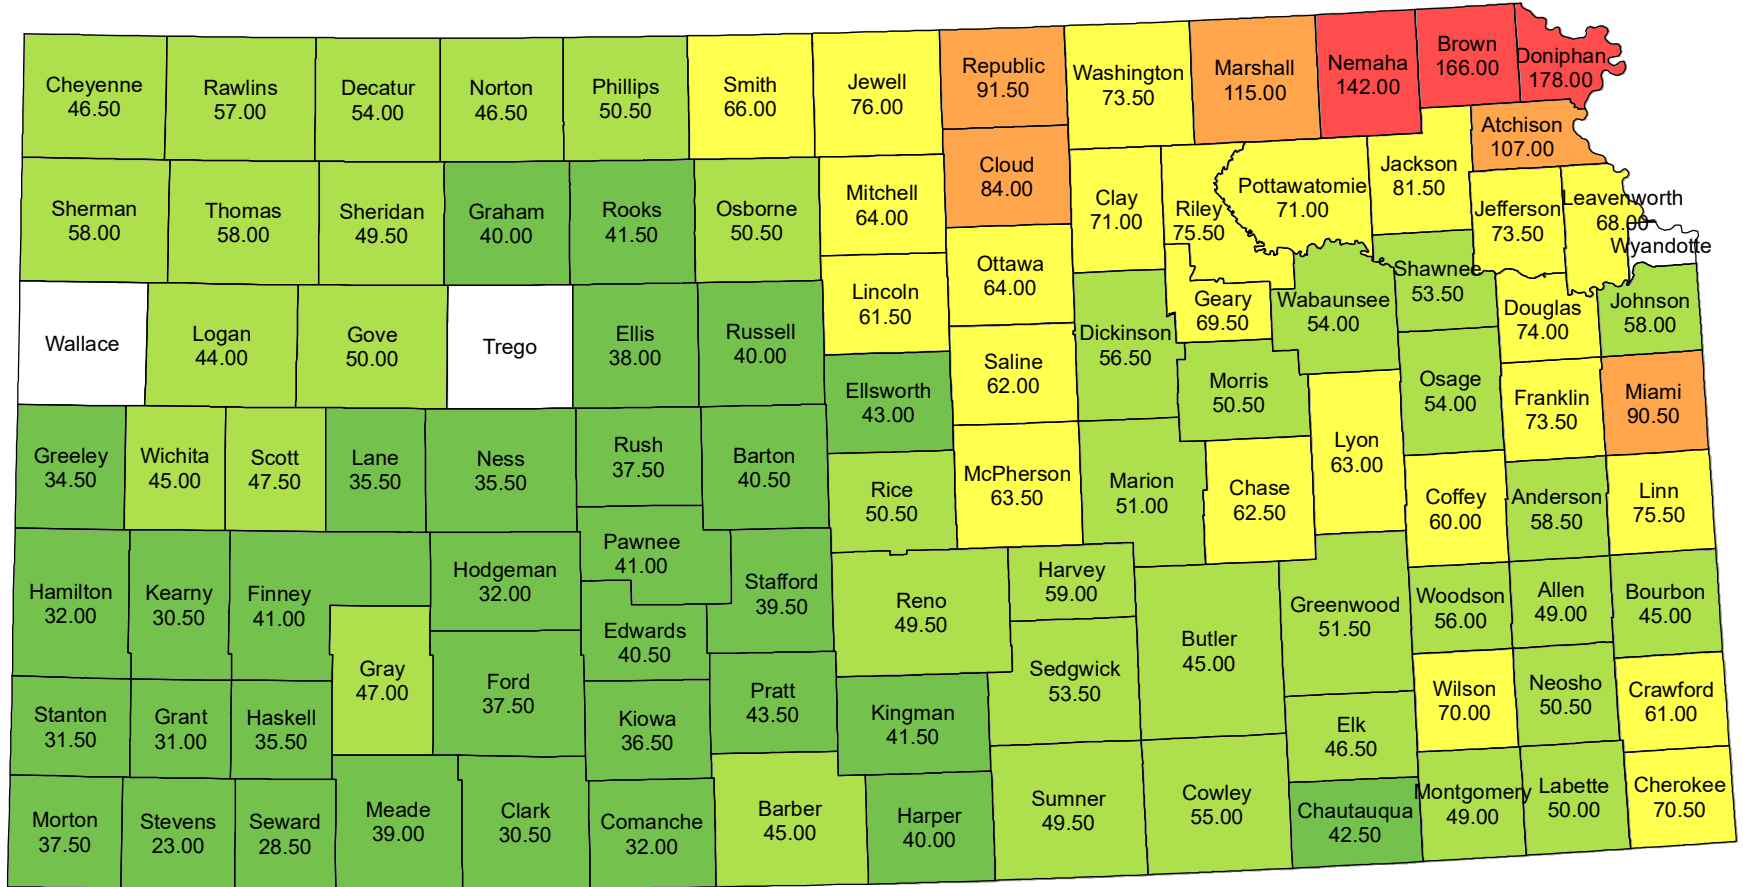 Cheyenne
46.50
Rawlins
57.00
Decatur
54.00
Norton
46.50
Phillips
50.50
Smith
66.00
Jewell
76.00
Republic
91.50
Washington
73.50
Marshall
115.00
Nemaha
142.00
Brown
166.00
Doniphan
178.00
Atchison
107.00
Sherman
58.00
Thomas
58.00
Sheridan
49.50
Graham
40.00
Rooks
41.50
Osborne
50.50
Mitchell
64.00
Cloud
84.00
Clay
71.00
Riley
75.50
Pottawatomie
71.00
Jackson
81.50
Jefferson
73.50
Leavenworth
68.00
Wyandotte
Wallace
Logan
44.00
Gove
50.00
Trego
Ellis
38.00
Russell
40.00
Lincoln
61.50
Ottawa
64.00
Dickinson
56.50
Geary
69.50
Wabaunsee
54.00
Shawnee
53.50
Douglas
74.00
Johnson
58.00
Ellsworth
43.00
Saline
62.00
Morris
50.50
Osage
54.00
Franklin
73.50
Miami
90.50
Greeley
34.50
Wichita
45.00
Scott
47.50
Lane
35.50
Ness
35.50
Rush
37.50
Barton
40.50
Rice
50.50
McPherson
63.50
Marion
51.00
Chase
62.50
Lyon
63.00
Coffey
60.00
Anderson
58.50
Linn
75.50
Hamilton
32.00
Kearny
30.50
Finney
41.00
Hodgeman
32.00
Pawnee
41.00
Stafford
39.50
Edwards
40.50
Reno
49.50
Harvey
59.00
Butler
45.00
Greenwood
51.50
Woodson
56.00
Allen
49.00
Bourbon
45.00
Gray
47.00
Ford
37.50
Sedgwick
53.50
Stanton
31.50
Grant
31.00
Haskell
35.50
Kiowa
36.50
Pratt
43.50
Kingman
41.50
Elk
46.50
Wilson
70.00
Neosho
50.50
Crawford
61.00
Morton
37.50
Stevens
23.00
Seward
28.50
Meade
39.00
Clark
30.50
Comanche
32.00
Barber
45.00
Harper
40.00
Sumner
49.50
Cowley
55.00
Chautauqua
42.50
Montgomery
49.00
Labette
50.00
Cherokee
70.50